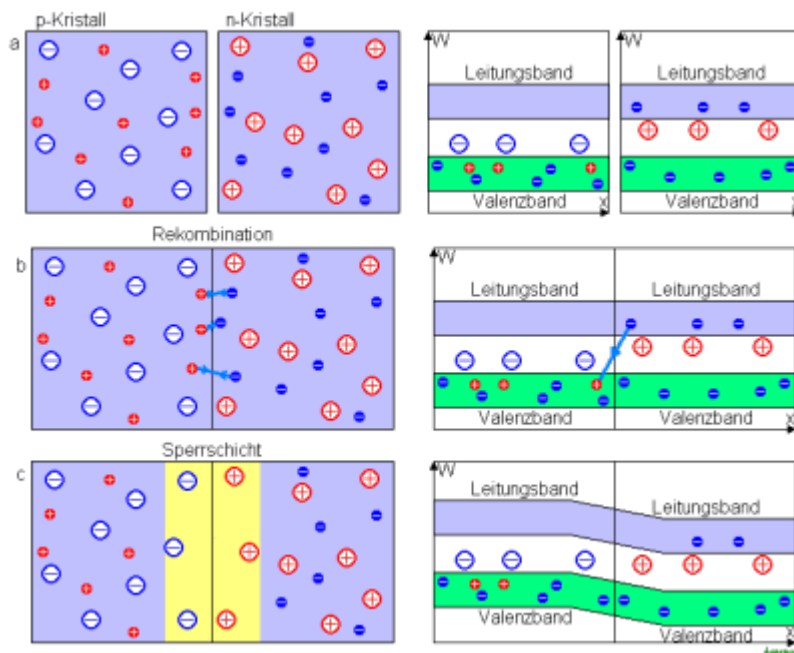 p-Kristall
n-Kristall
a
W
W
Leitungsband
Leitungsband
Valenzband
Valenzband
x
x
Rekombination
b
W
Leitungsband
Leitungsband
Valenzband
Valenzband
x
Sperrschicht
c
W
Leitungsband
Leitungsband
Valenzband
Valenzband
x